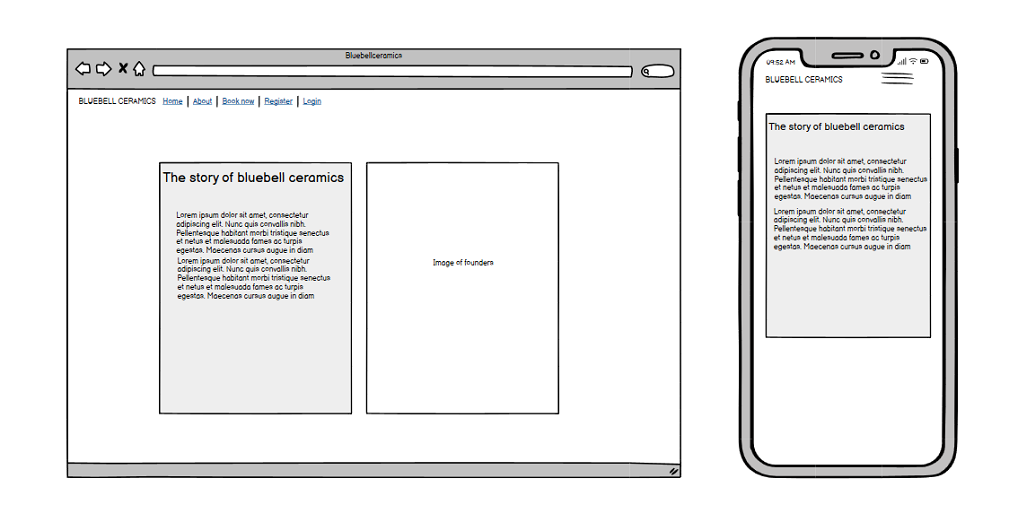 Bluebellceramics
BLUEBELL CERAMICS Home | About | Book now | Register | Login
The story of bluebell ceramics
Lorem ipsum dolor sit amet, consectetur
adipiscing elit. Nunc quis convallis nibh.
Pellentesque habitant morbi tristique senectus
et netus et malesuada fames ac turpis
egestas. Maecenas cursus augue in diam
Lorem ipsum dolor sit amet, consectetur
adipiscing elit. Nunc quis convallis nibh.
Pellentesque habitant morbi tristique senectus
et netus et malesuada fames ac turpis
egestas. Maecenas cursus augue in diam
Image of founders
09:52 AM
BLUEBELL CERAMICS
The story of bluebell ceramics
Lorem ipsum dolor sit amet, consectetur
adipiscing elit. Nunc quis convallis nibh.
Pellentesque habitant morbi tristique senectus
et netus et malesuada fames ac turpis
egestas. Maecenas cursus augue in diam
Lorem ipsum dolor sit amet, consectetur
adipiscing elit. Nunc quis convallis nibh.
Pellentesque habitant morbi tristique senectus
et netus et malesuada fames ac turpis
egestas. Maecenas cursus augue in diam